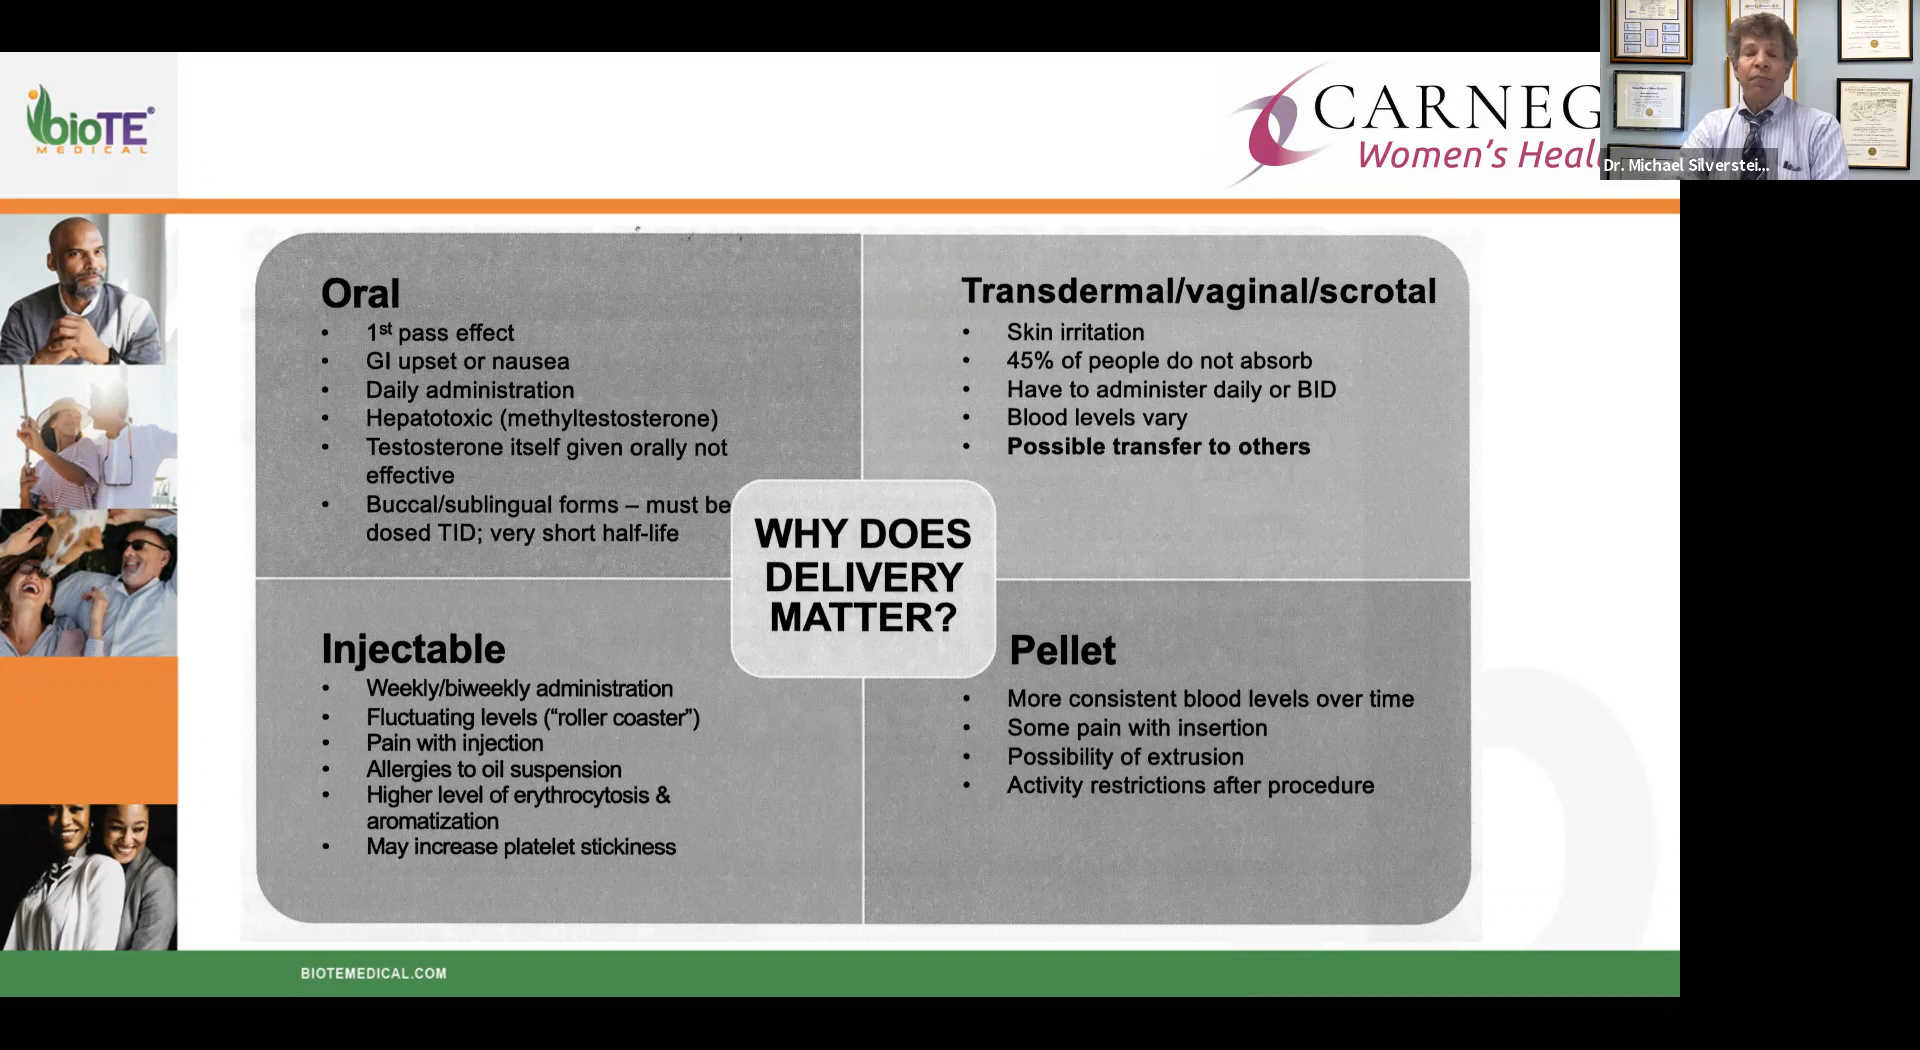 bioTE®
MEDICAL
CARNEG
Women's Heal
Dr. Michael Silverstei...
Oral
• 1st pass effect
• GI upset or nausea
• Daily administration
• Hepatotoxic (methyltestosterone)
• Testosterone itself given orally not
effective
• Buccal/sublingual forms – must be
dosed TID; very short half-life
Transdermal/vaginal/scrotal
• Skin irritation
• 45% of people do not absorb
• Have to administer daily or BID
• Blood levels vary
• Possible transfer to others
WHY DOES
DELIVERY
MATTER?
Injectable
• Weekly/biweekly administration
• Fluctuating levels (“roller coaster”)
• Pain with injection
• Allergies to oil suspension
• Higher level of erythrocytosis &
aromatization
• May increase platelet stickiness
Pellet
• More consistent blood levels over time
• Some pain with insertion
• Possibility of extrusion
• Activity restrictions after procedure
BIOTEMEDICAL.COM